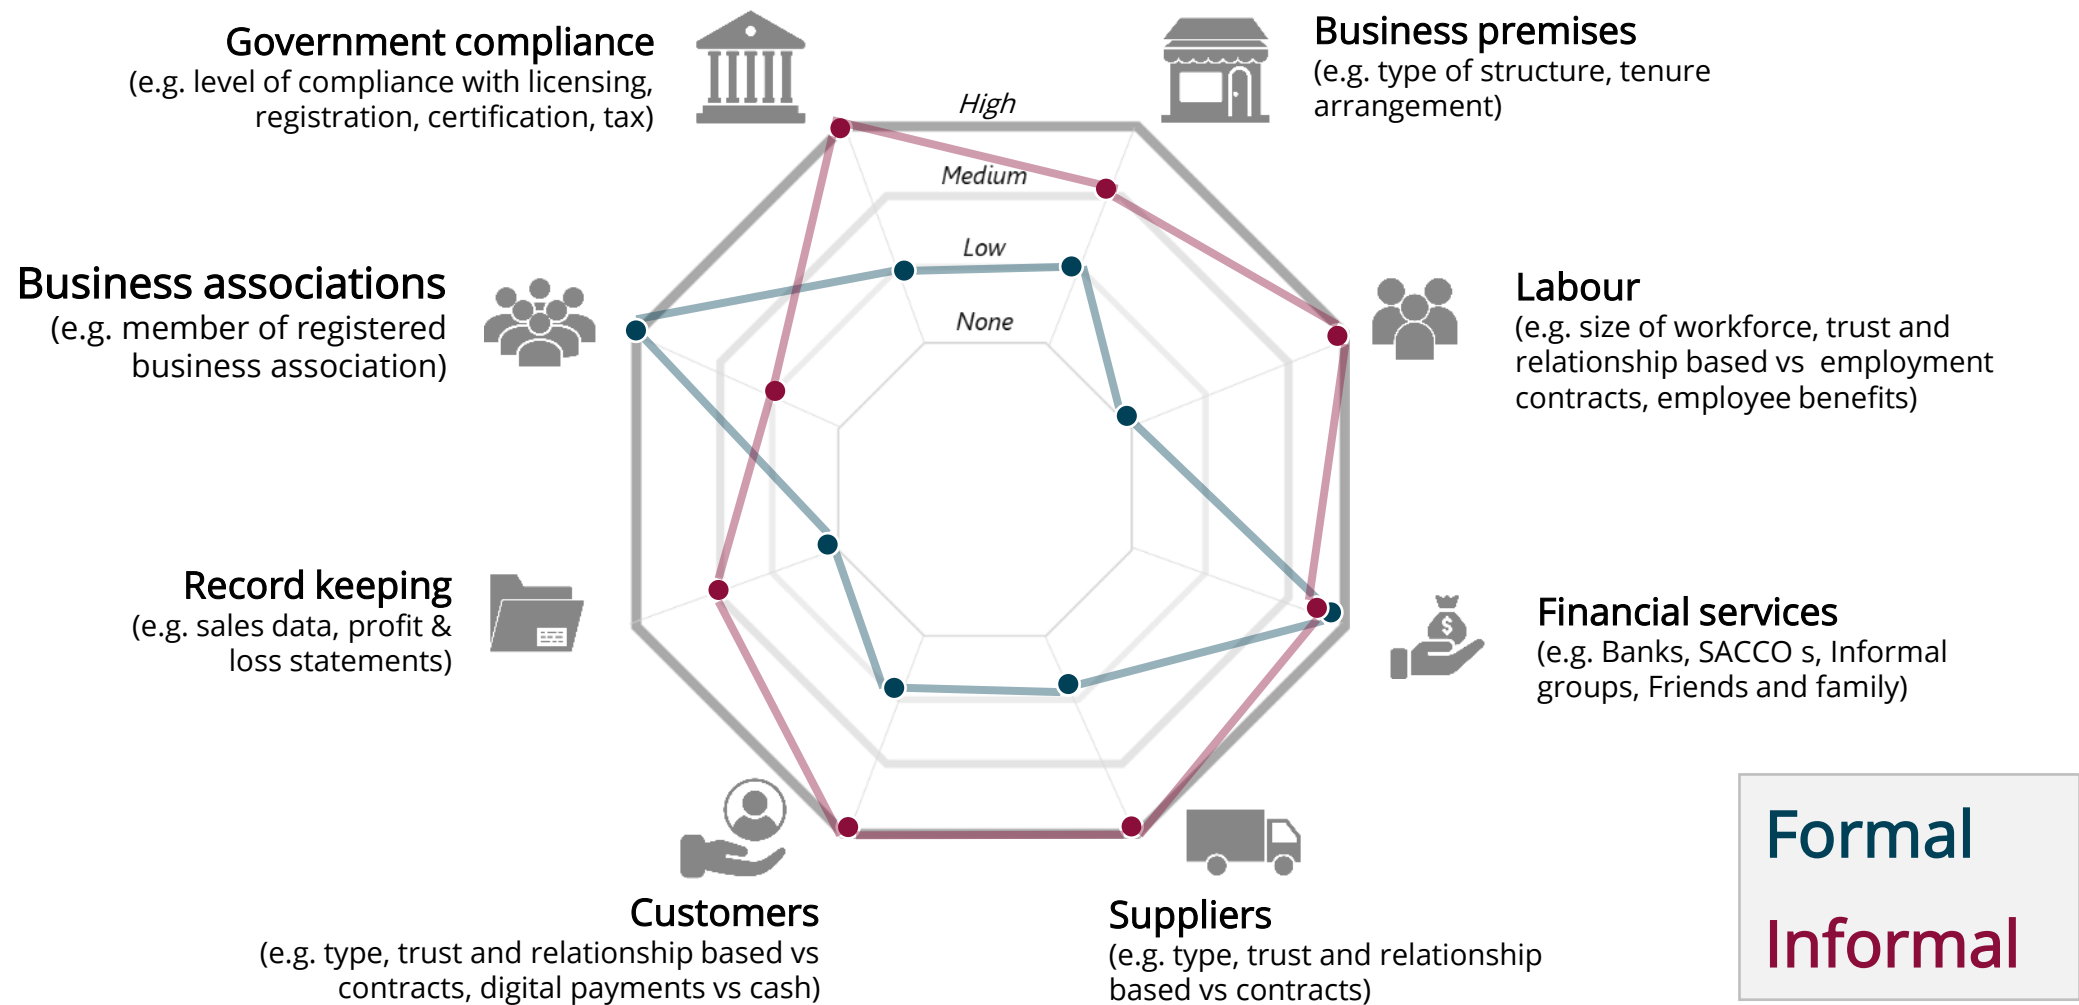 Government compliance
(e.g. level of compliance with licensing,
registration, certification, tax)
Business premises
(e.g. type of structure, tenure
arrangement)
High
Medium
Low
None
Business associations
(e.g. member of registered
business association)
Labour
(e.g. size of workforce, trust and
relationship based vs  employment
contracts, employee benefits)
Record keeping
(e.g. sales data, profit &
loss statements)
$
Financial services
(e.g. Banks, SACCO s, Informal
groups, Friends and family)
Customers
(e.g. type, trust and relationship based vs
contracts, digital payments vs cash)
Suppliers
(e.g. type, trust and relationship
based vs contracts)
Formal
Informal